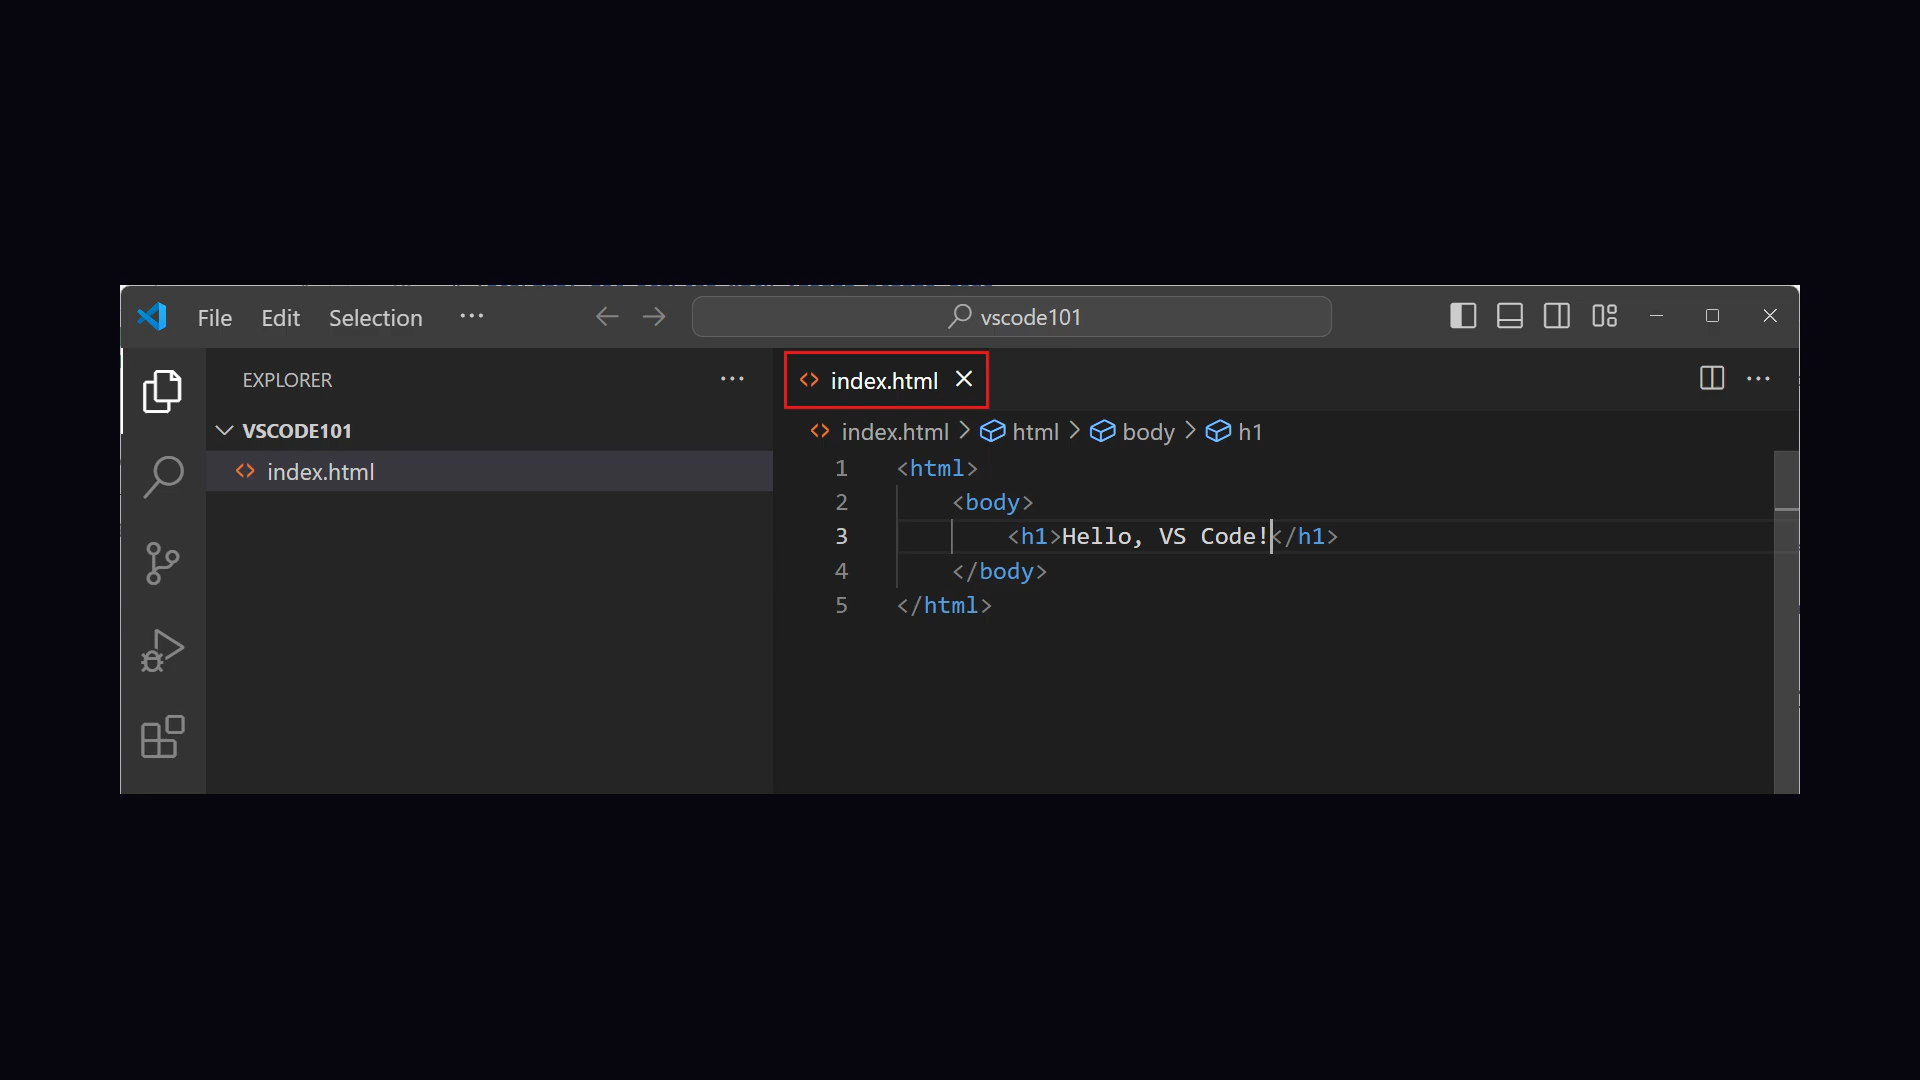 File Edit Selection ··· vscode101
EXPLORER ···
VSCODE101
index.html
index.html
index.html > html > body > h1
1 <html>
2 <body>
3 <h1>Hello, VS Code!</h1>
4 </body>
5 </html>